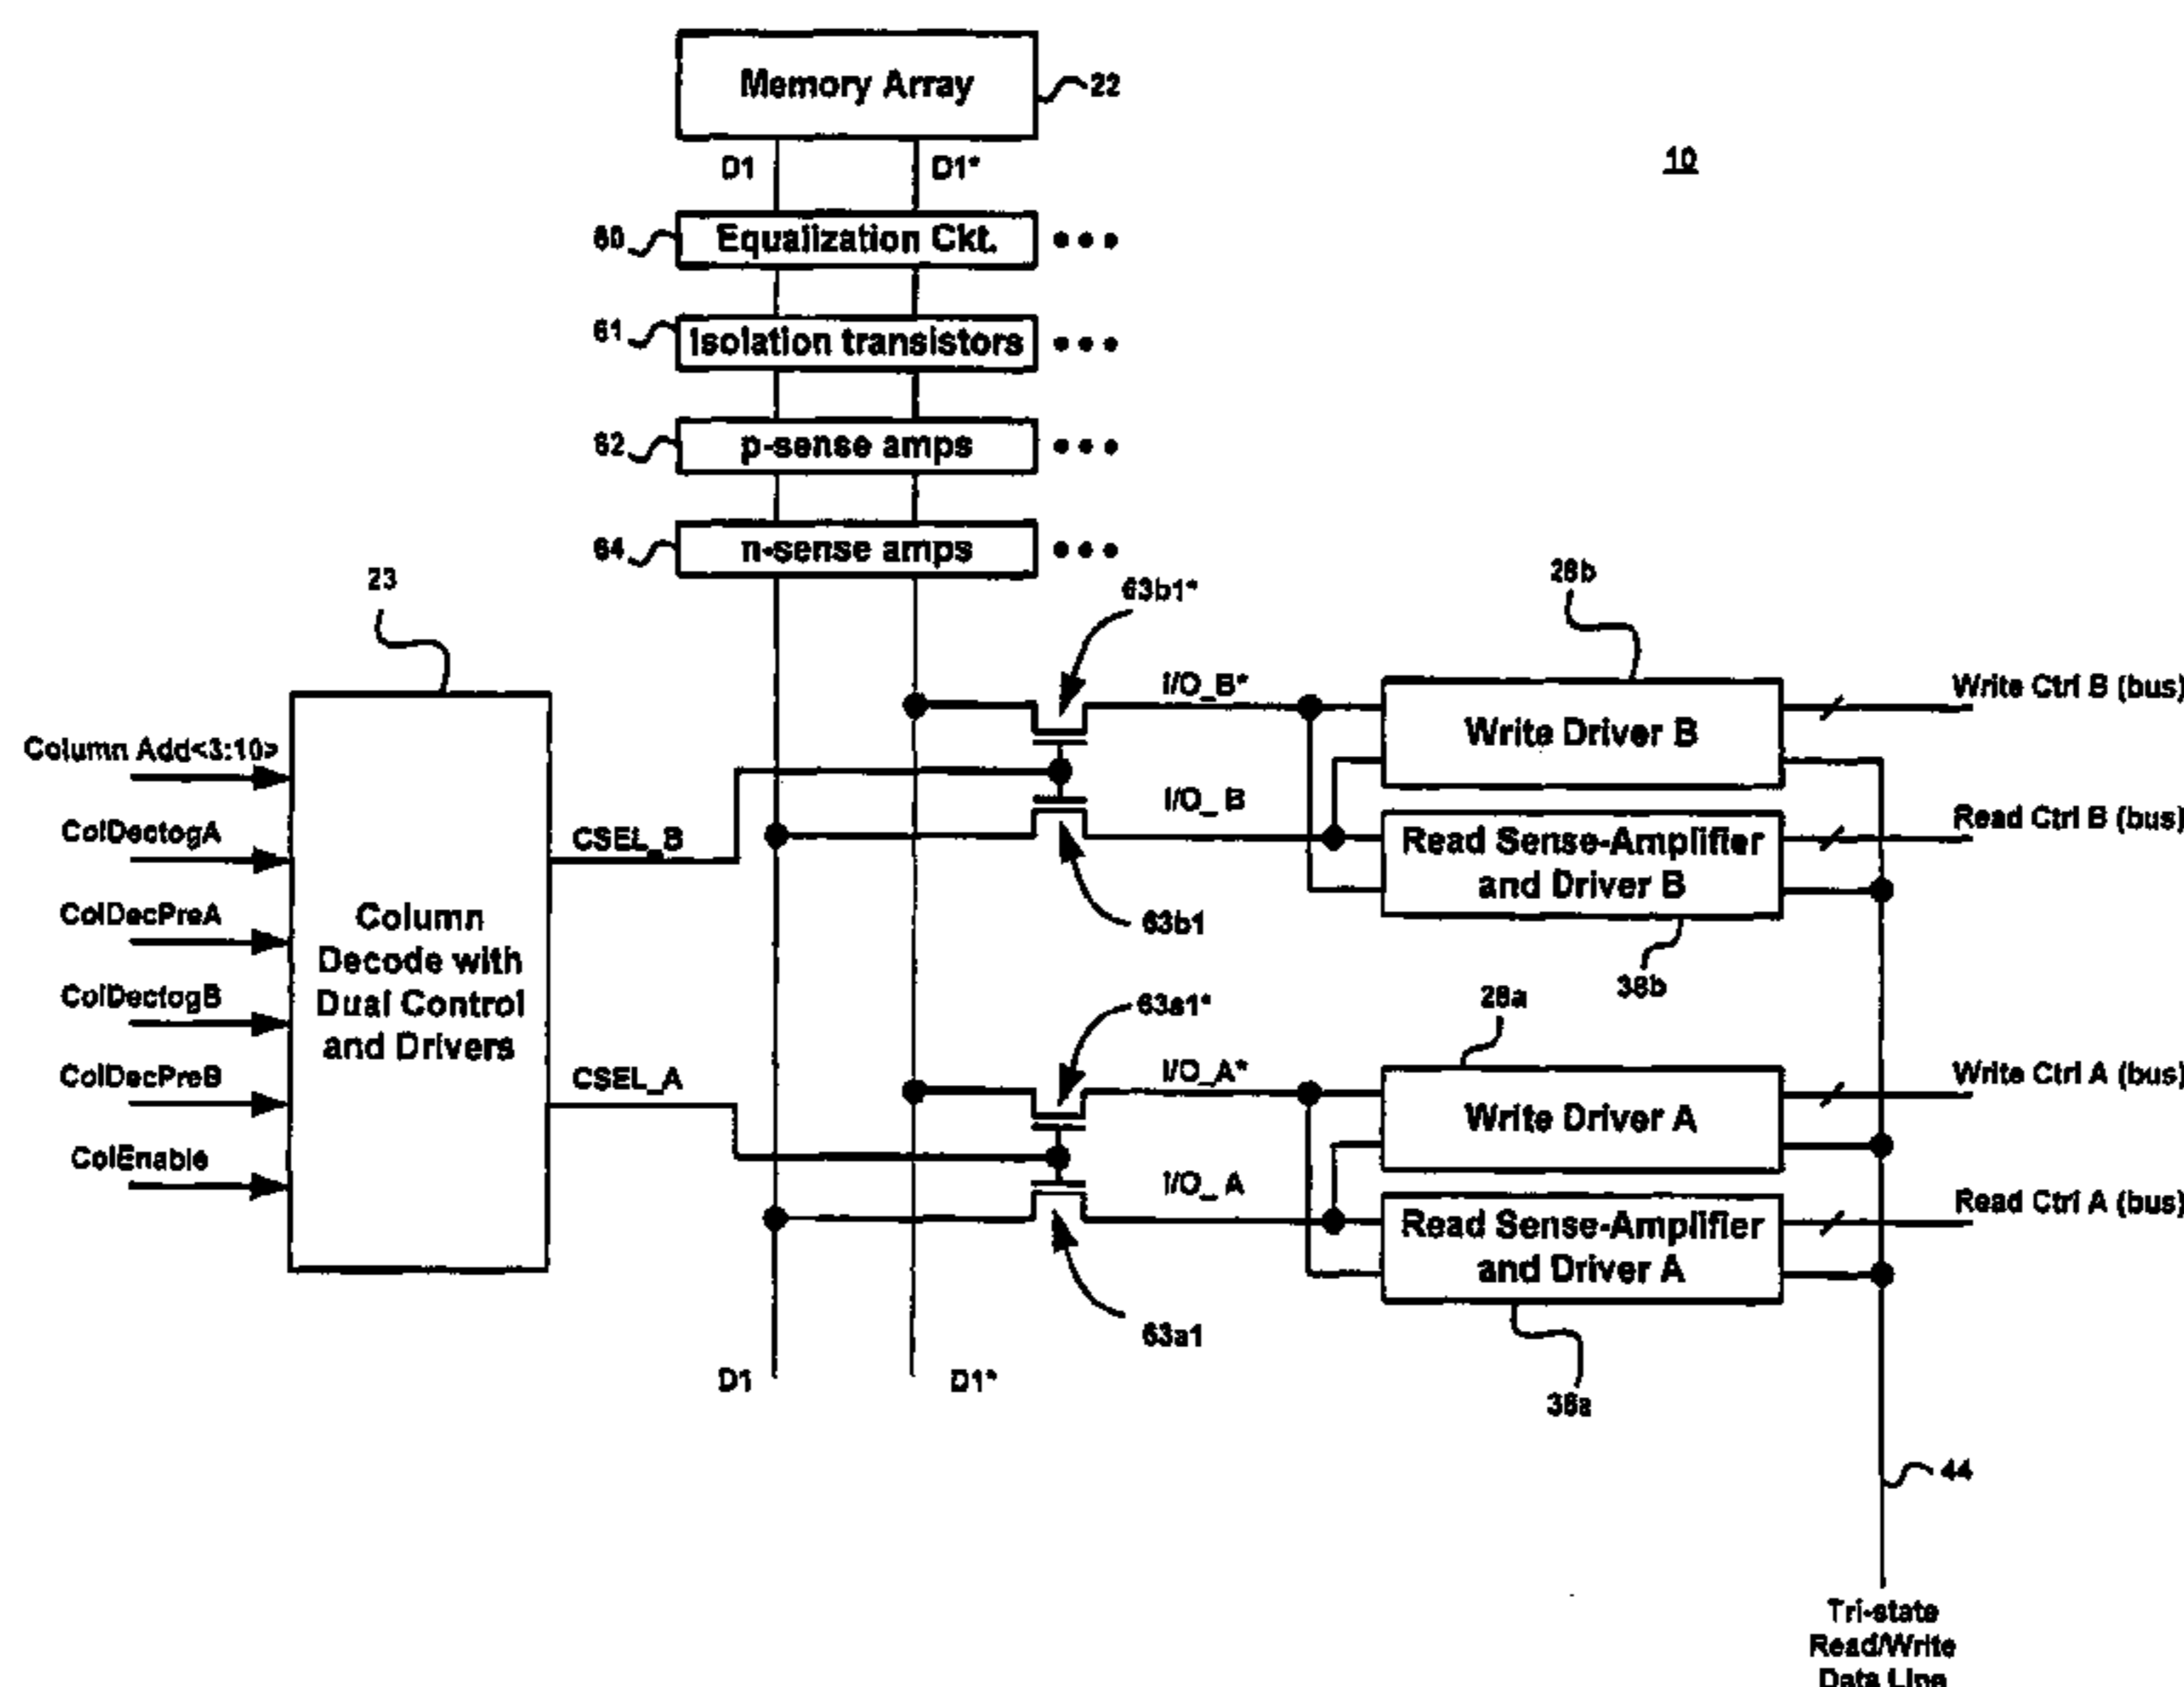 Memory Array
22
10
D1
D1*
60
Equalization Ckt.
61
Isolation transistors
62
p-sense amps
64
n-sense amps
23
63b1*
28b
I/O_B*
Write Driver B
Write Ctrl B (bus)
Column Add<3:10>
ColDectogA
CSEL_B
I/O_ B
Read Sense-Amplifier
and Driver B
Read Ctrl B (bus)
ColDecPreA
Column
Decode with
Dual Control
and Drivers
63b1
38b
ColDectogB
63a1*
28a
ColDecPreB
CSEL_A
I/O_A*
Write Driver A
Write Ctrl A (bus)
ColEnable
I/O_ A
Read Sense-Amplifier
and Driver A
Read Ctrl A (bus)
63a1
D1
D1*
38a
44
Tri-state
Read/Write
Data Line